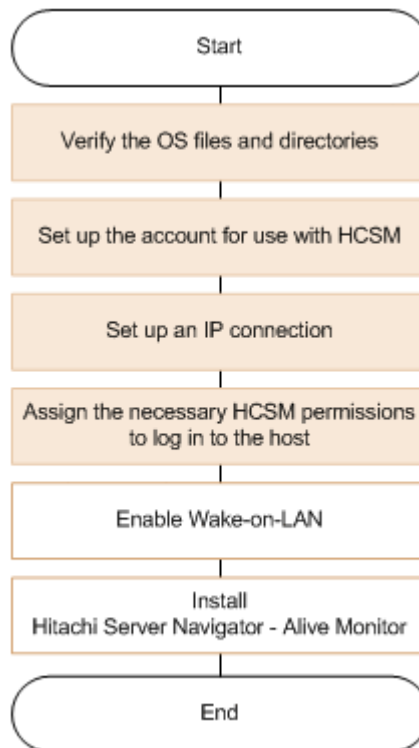 Start
Verify the OS files and directories
Set up the account for use with HCSM
Set up an IP connection
Assign the necessary HCSM permissions
to log in to the host
Enable Wake-on-LAN
Install
Hitachi Server Navigator - Alive Monitor
End